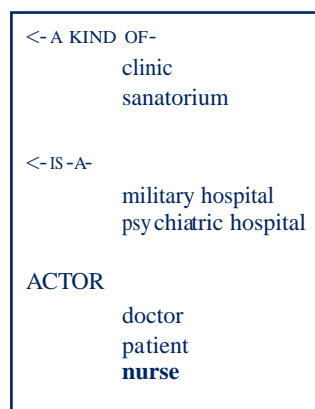 <-A KIND OF-
clinic
sanatorium
<-IS-A-
military hospital
psychiatric hospital
ACTOR
doctor
patient
nurse